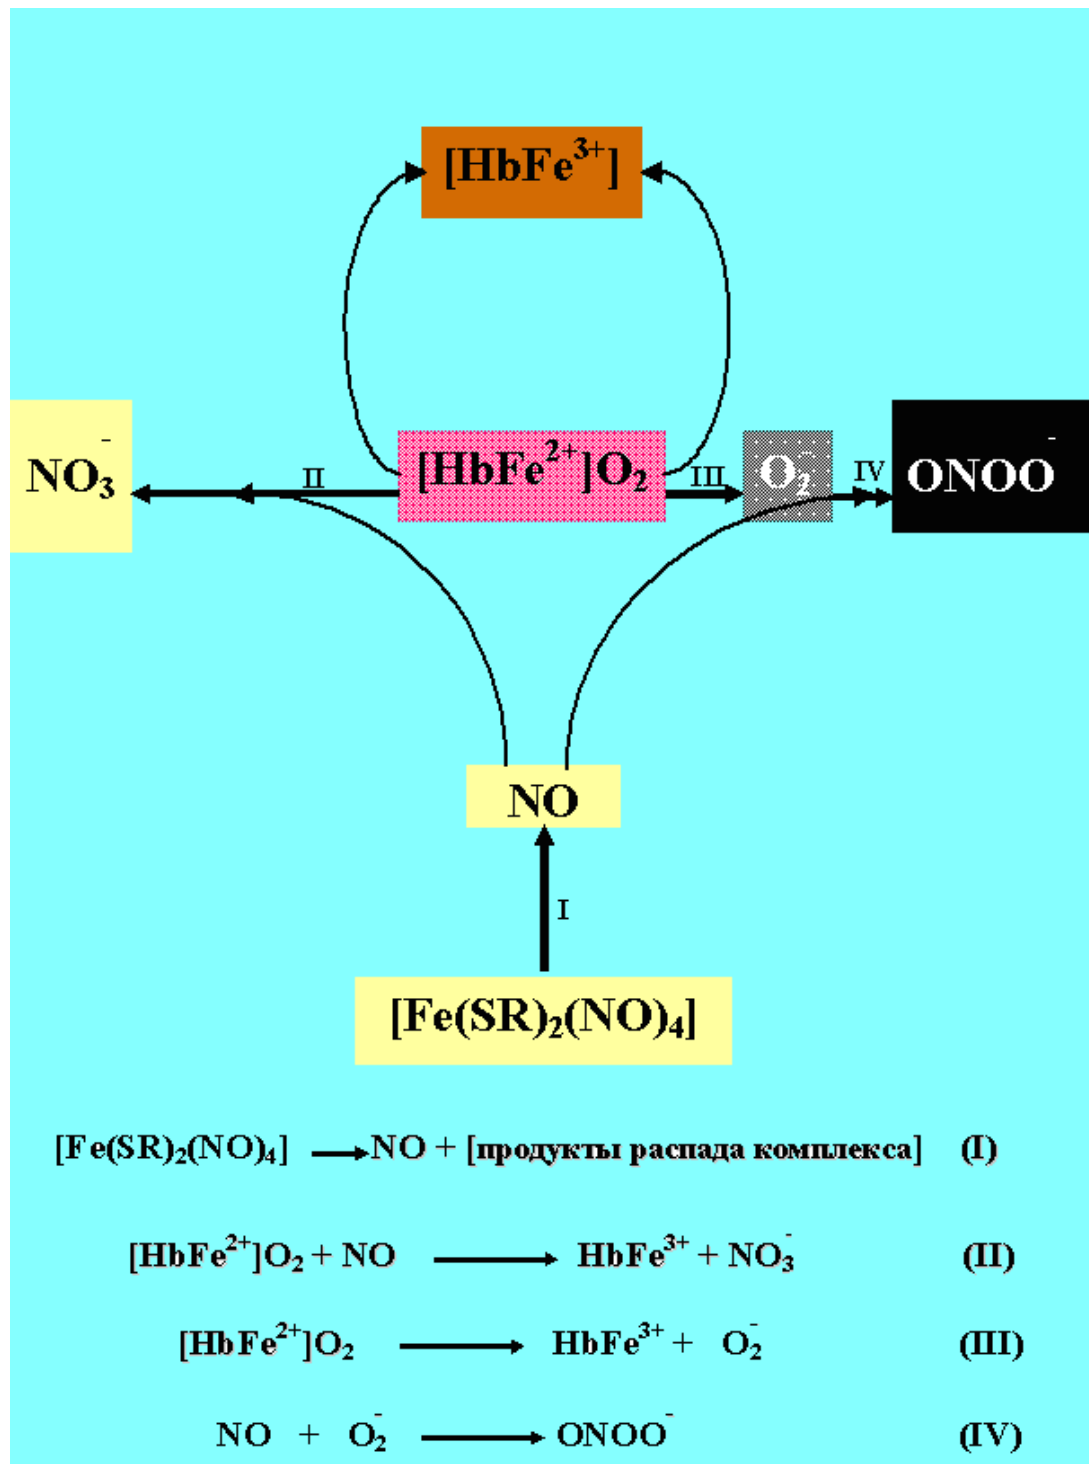 [HbFe³⁺]
NO₃⁻ II [HbFe²⁺]O₂ III O₂⁻ IV ONOO⁻
NO
I
[Fe(SR)₂(NO)₄]
[Fe(SR)₂(NO)₄] → NO + [продукты распада комплекса] (I)
[HbFe²⁺]O₂ + NO → HbFe³⁺ + NO₃⁻ (II)
[HbFe²⁺]O₂ → HbFe³⁺ + O₂⁻ (III)
NO + O₂⁻ → ONOO⁻ (IV)